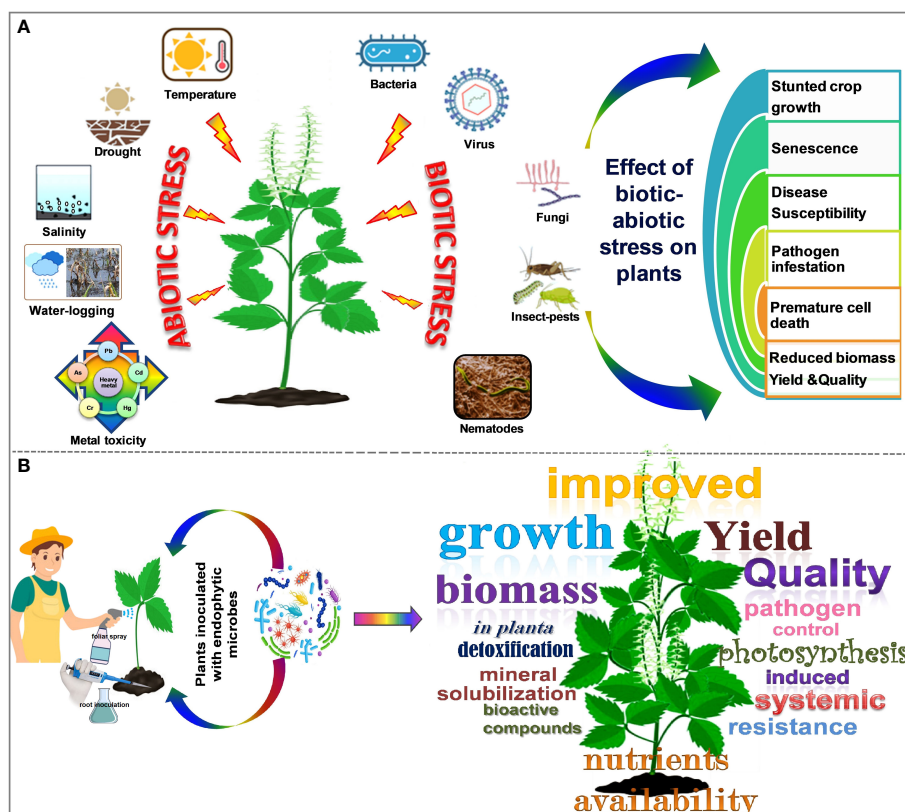 A
Temperature
Bacteria
Drought
Virus
Salinity
Water-logging
Pb
As
Cd
Heavy
metal
Cr
Hg
Metal toxicity
ABIOTIC STRESS
BIOTIC STRESS
Fungi
Insect-pests
Nematodes
Effect of
biotic-
abiotic
stress on
plants
Stunted crop
growth
Senescence
Disease
Susceptibility
Pathogen
infestation
Premature cell
death
Reduced biomass
Yield &Quality
B
foliar spray
root inoculation
Plants inoculated
with endophytic
microbes
improved
growth
Yield
biomass
Quality
in planta
detoxification
mineral
solubilization
bioactive
compounds
pathogen
control
photosynthesis
induced
systemic
resistance
nutrients
availability